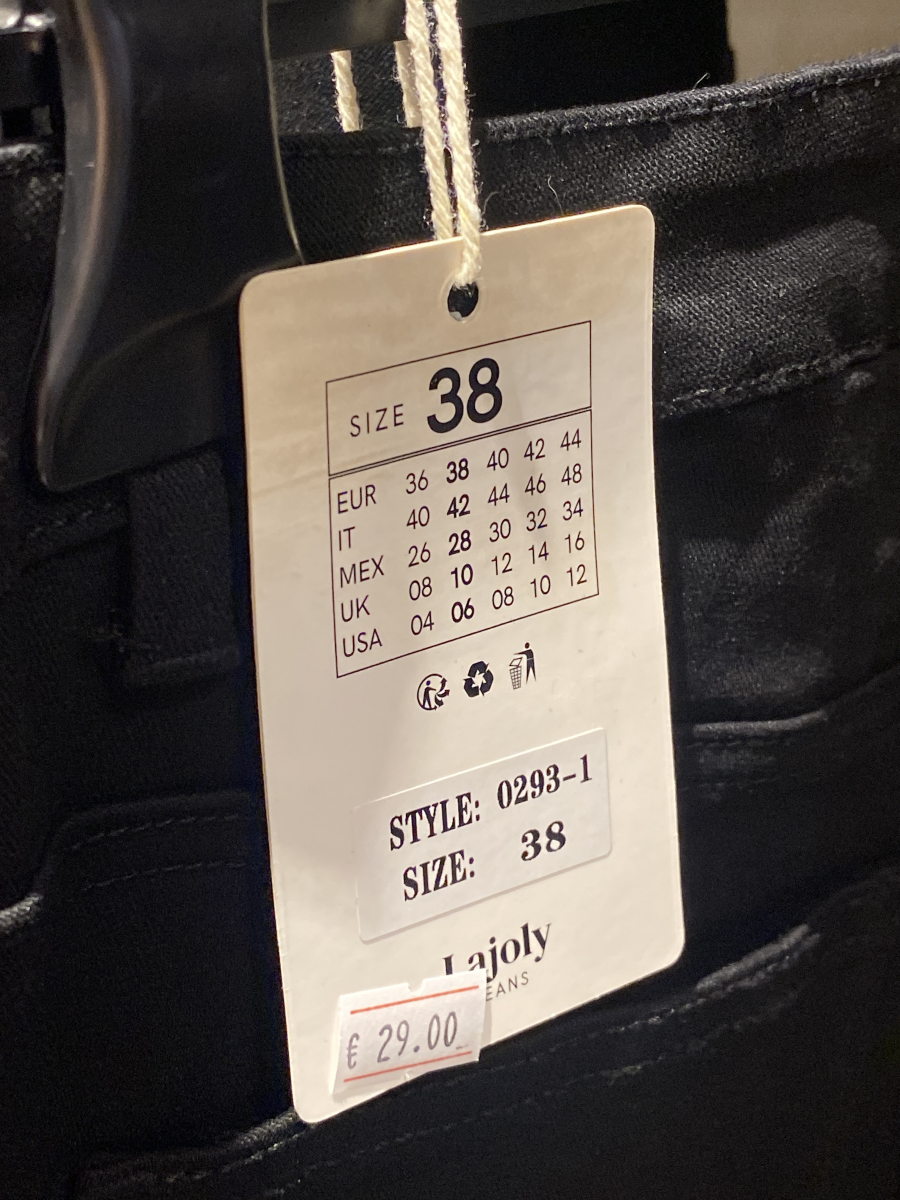 SIZE 38
EUR 36 38 40 42 44
IT 40 42 44 46 48
MEX 26 28 30 32 34
UK 08 10 12 14 16
USA 04 06 08 10 12
STYLE: 0293-1
SIZE: 38
Lajoly
EANS
€ 29.00